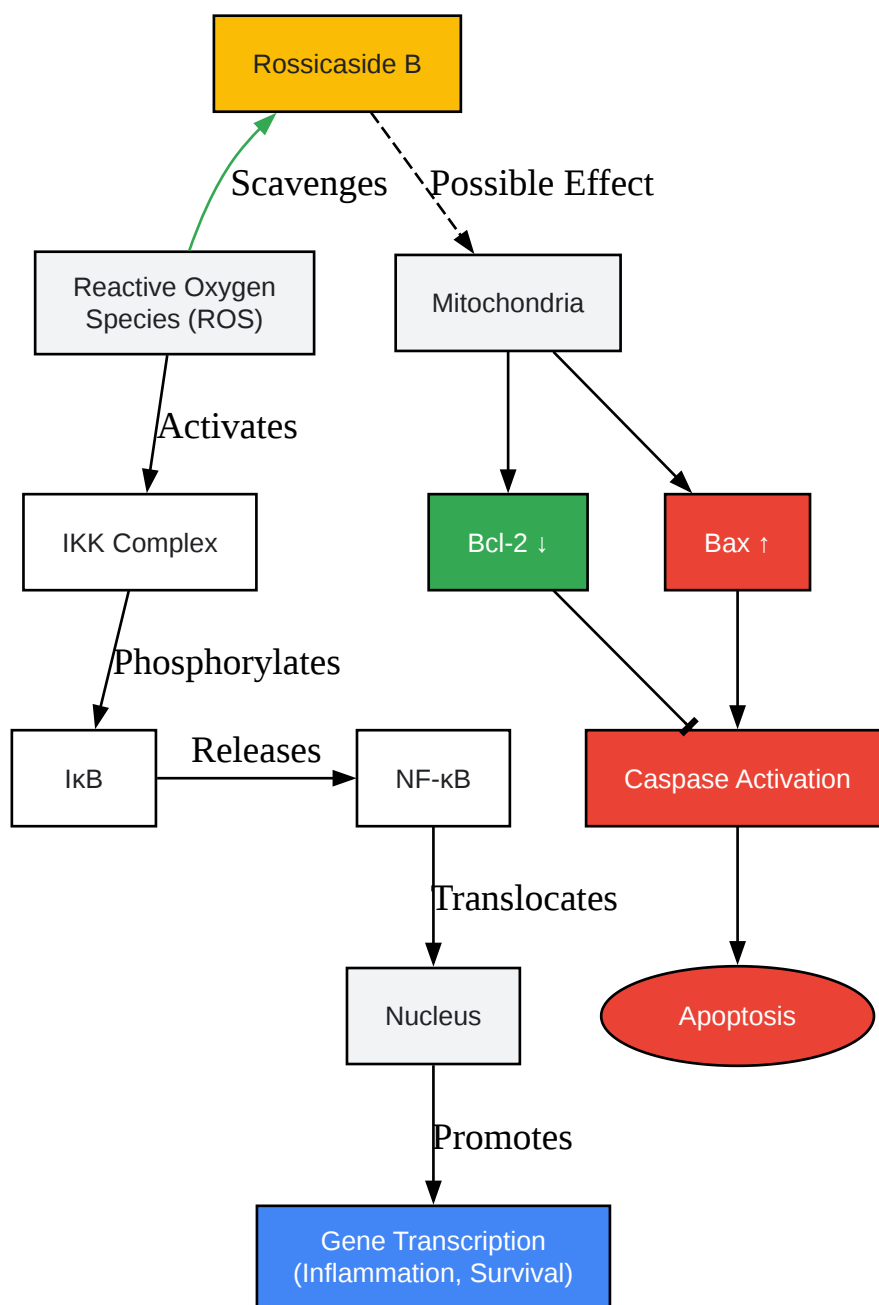 Rossicaside B
Scavenges
Possible Effect
Reactive Oxygen
Species (ROS)
Mitochondria
Activates
IKK Complex
Bcl-2 ↓
Bax ↑
Phosphorylates
IκB
Releases
NF-κB
Caspase Activation
Translocates
Nucleus
Apoptosis
Promotes
Gene Transcription
(Inflammation, Survival)